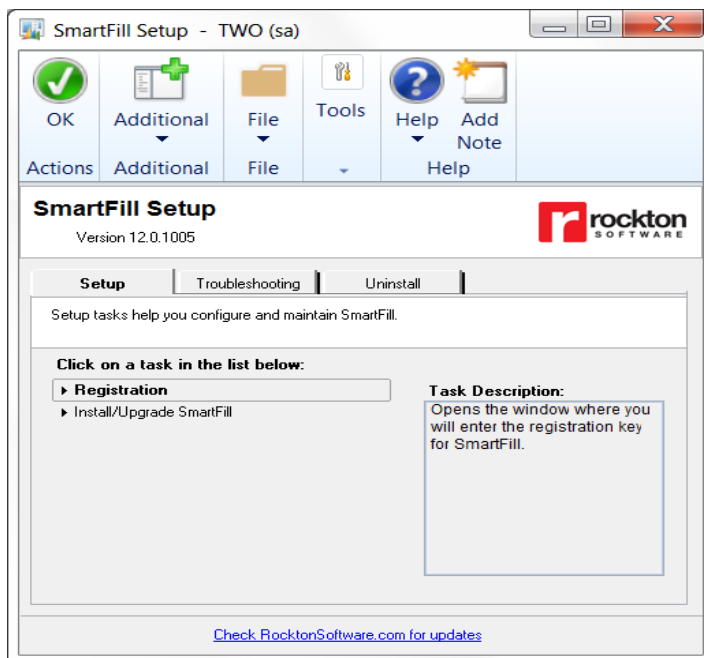 SmartFill Setup - TWO (sa)
OK
Additional
File
Tools
Help
Add
Note
Actions
Additional
File
Help
SmartFill Setup
Version 12.0.1005
rockton
SOFTWARE
Setup
Troubleshooting
Uninstall
Setup tasks help you configure and maintain SmartFill.
Click on a task in the list below:
Registration
Install/Upgrade SmartFill
Task Description:
Opens the window where you
will enter the registration key
for SmartFill.
Check RocktonSoftware.com for updates